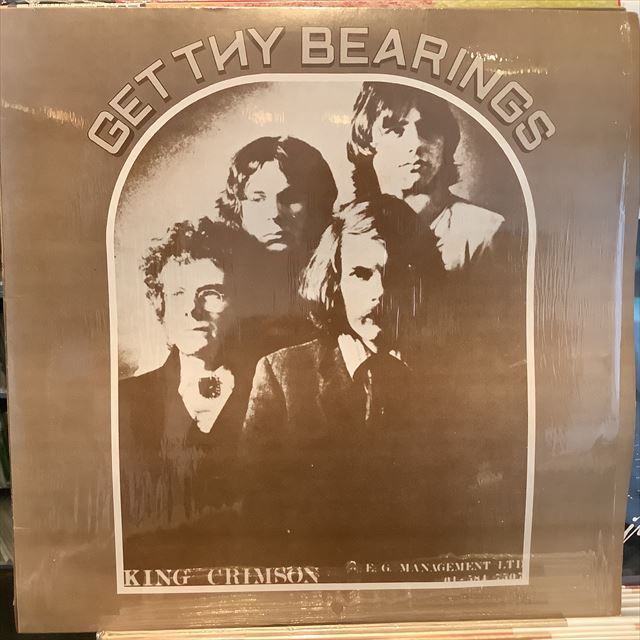 GET THY BEARINGS
KING CRIMSON
E. G. MANAGEMENT LTD